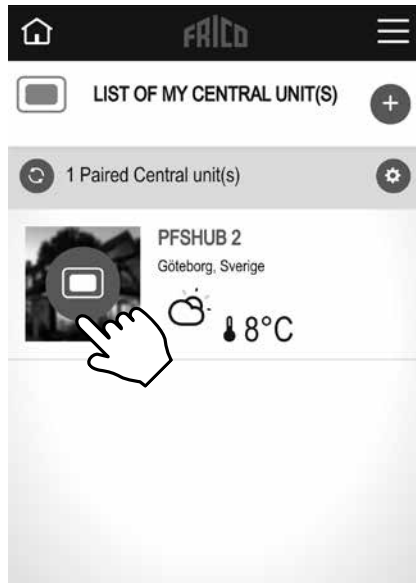 FRICO
LIST OF MY CENTRAL UNIT(S)
+
1 Paired Central unit(s)
PFSHUB 2
Göteborg, Sverige
8°C